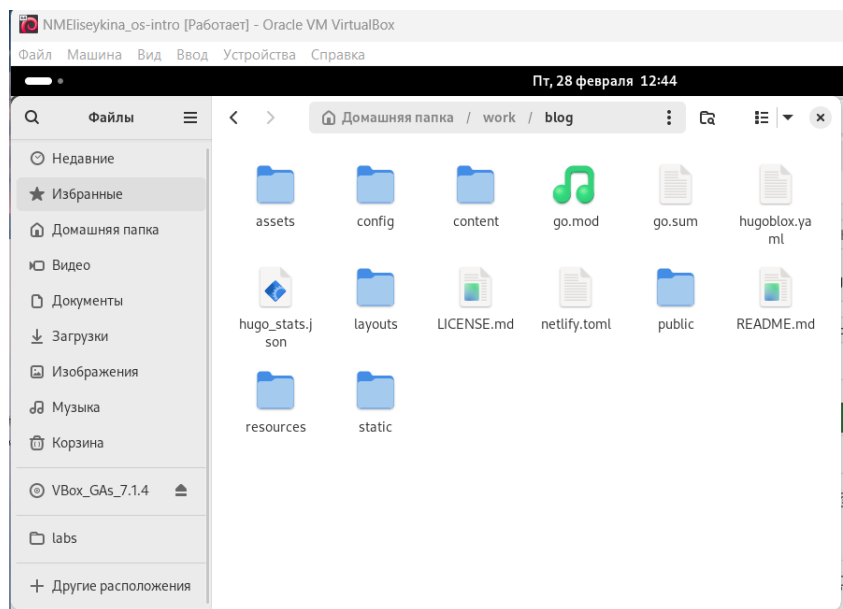 NMEliseykina_os-intro [Работает] - Oracle VM VirtualBox
Файл Машина Вид Ввод Устройства Справка
Пт, 28 февраля 12:44
Файлы
Домашняя папка / work / blog
Недавние
Избранные
Домашняя папка
Видео
Документы
Загрузки
Изображения
Музыка
Корзина
VBox_GAs_7.1.4
labs
+ Другие расположения
assets config content go.mod go.sum hugoblox.ya
ml
hugo_stats.j layouts LICENSE.md netlify.toml public README.md
son
resources static